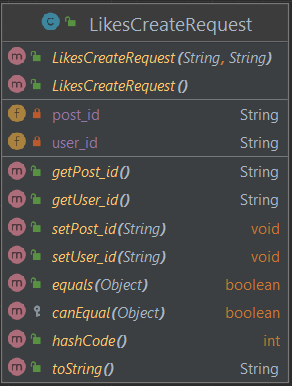 C LikesCreateRequest
m LikesCreateRequest(String, String)
m LikesCreateRequest()
f post_id String
f user_id String
m getPost_id() String
m getUser_id() String
m setPost_id(String) void
m setUser_id(String) void
m equals(Object) boolean
m canEqual(Object) boolean
m hashCode() int
m toString() String